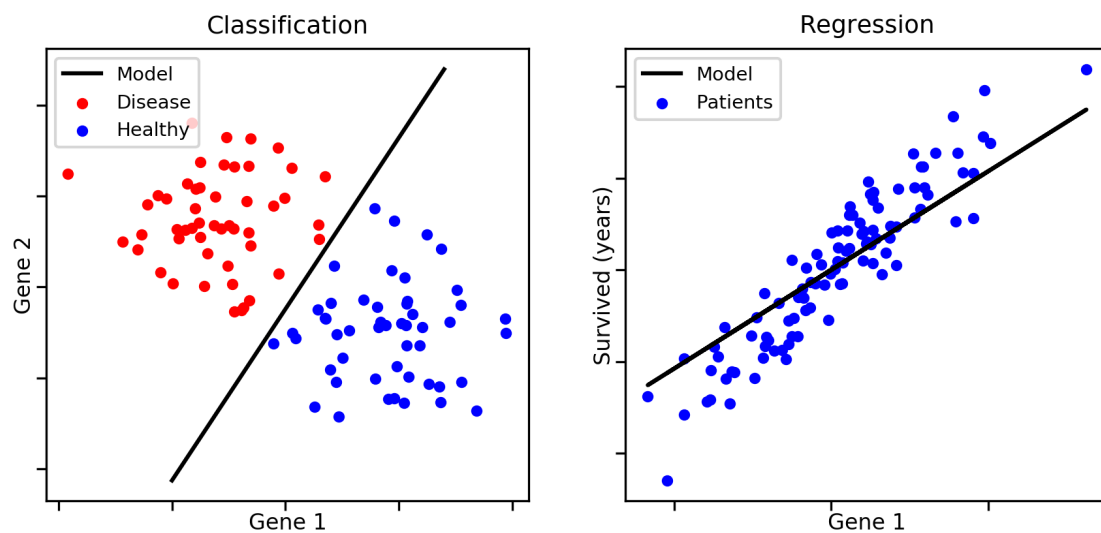 Classification
Model
Disease
Healthy
Gene 2
Gene 1
Regression
Model
Patients
Survived (years)
Gene 1